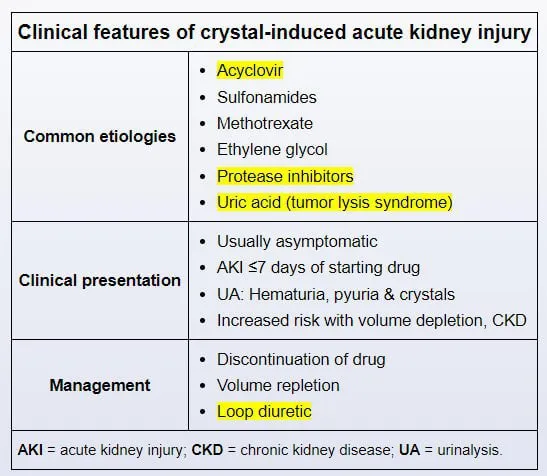 Clinical features of crystal-induced acute kidney injury
Common etiologies
• Acyclovir
• Sulfonamides
• Methotrexate
• Ethylene glycol
• Protease inhibitors
• Uric acid (tumor lysis syndrome)
Clinical presentation
• Usually asymptomatic
• AKI ≤7 days of starting drug
• UA: Hematuria, pyuria & crystals
• Increased risk with volume depletion, CKD
Management
• Discontinuation of drug
• Volume repletion
• Loop diuretic
AKI = acute kidney injury; CKD = chronic kidney disease; UA = urinalysis.